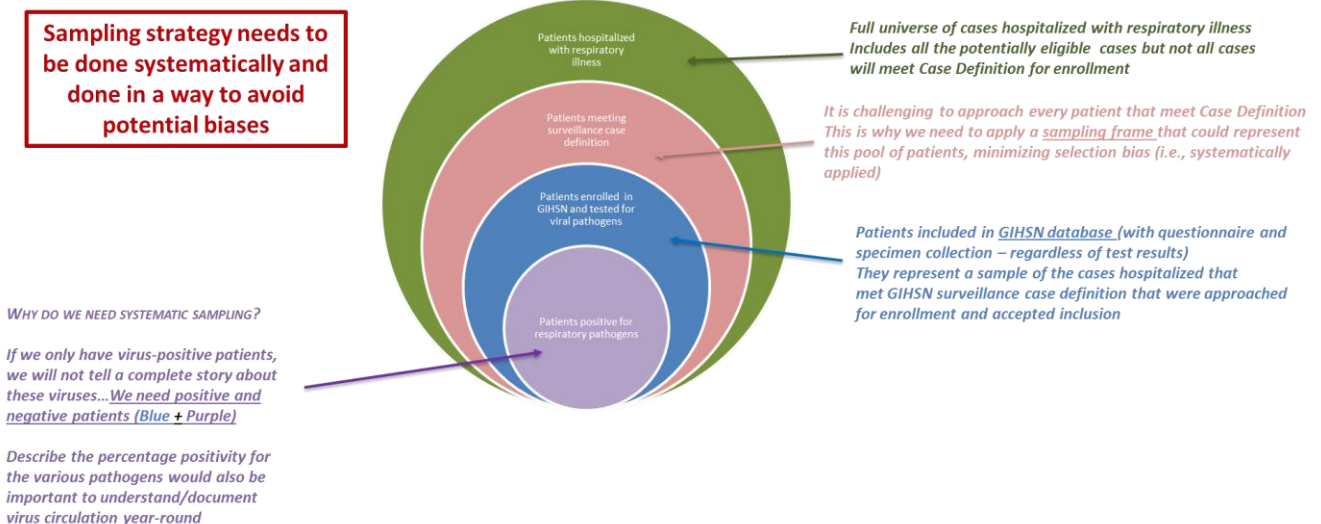 Sampling strategy needs to
be done systematically and
done in a way to avoid
potential biases
Patients hospitalized
with respiratory
illness
Patients meeting
surveillance case
definition
Patients enrolled in
GIHSN and tested for
viral pathogens
Patients positive for
respiratory pathogens
Full universe of cases hospitalized with respiratory illness
Includes all the potentially eligible cases but not all cases
will meet Case Definition for enrollment
It is challenging to approach every patient that meet Case Definition
This is why we need to apply a sampling frame that could represent
this pool of patients, minimizing selection bias (i.e., systematically
applied)
Patients included in GIHSN database (with questionnaire and
specimen collection – regardless of test results)
They represent a sample of the cases hospitalized that
met GIHSN surveillance case definition that were approached
for enrollment and accepted inclusion
WHY DO WE NEED SYSTEMATIC SAMPLING?
If we only have virus-positive patients,
we will not tell a complete story about
these viruses...We need positive and
negative patients (Blue + Purple)
Describe the percentage positivity for
the various pathogens would also be
important to understand/document
virus circulation year-round